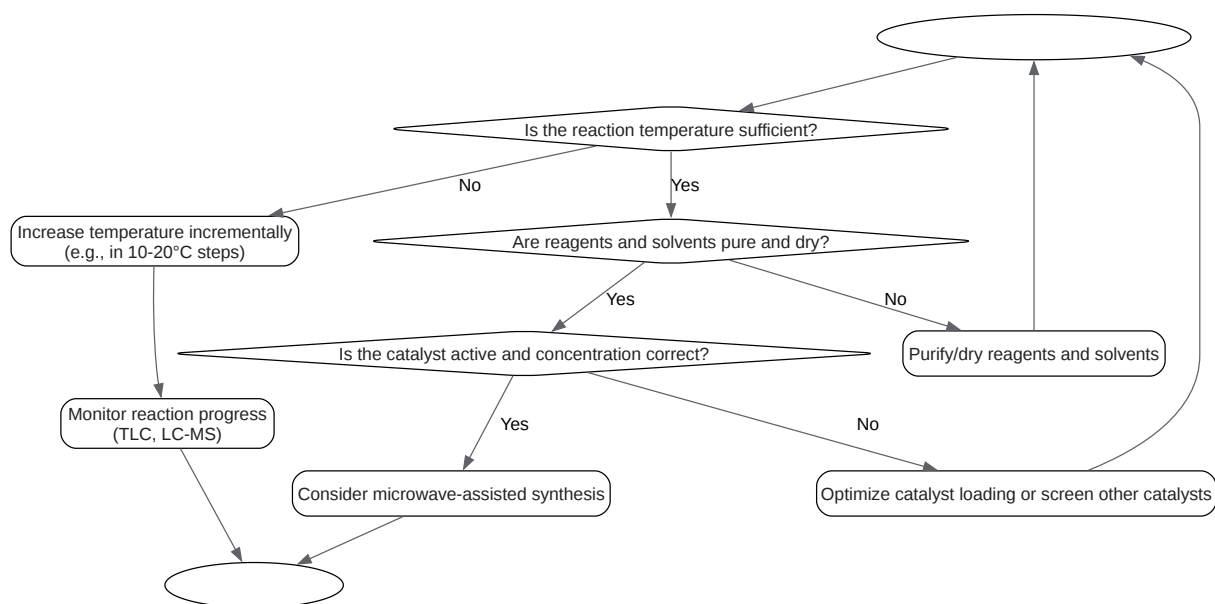 Is the reaction temperature sufficient?
No
Yes
Increase temperature incrementally
(e.g., in 10-20°C steps)
Are reagents and solvents pure and dry?
Yes
No
Is the catalyst active and concentration correct?
Purify/dry reagents and solvents
Monitor reaction progress
(TLC, LC-MS)
Yes
No
Consider microwave-assisted synthesis
Optimize catalyst loading or screen other catalysts